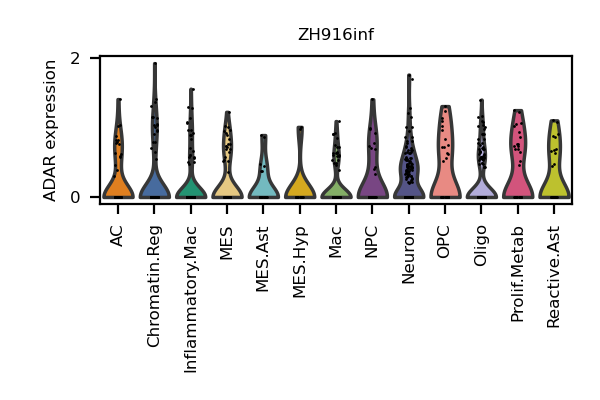 ZH916inf
ADAR expression
2
0
AC
Chromatin.Reg
Inflammatory.Mac
MES
MES.Ast
MES.Hyp
Mac
NPC
Neuron
OPC
Oligo
Prolif.Metab
Reactive.Ast